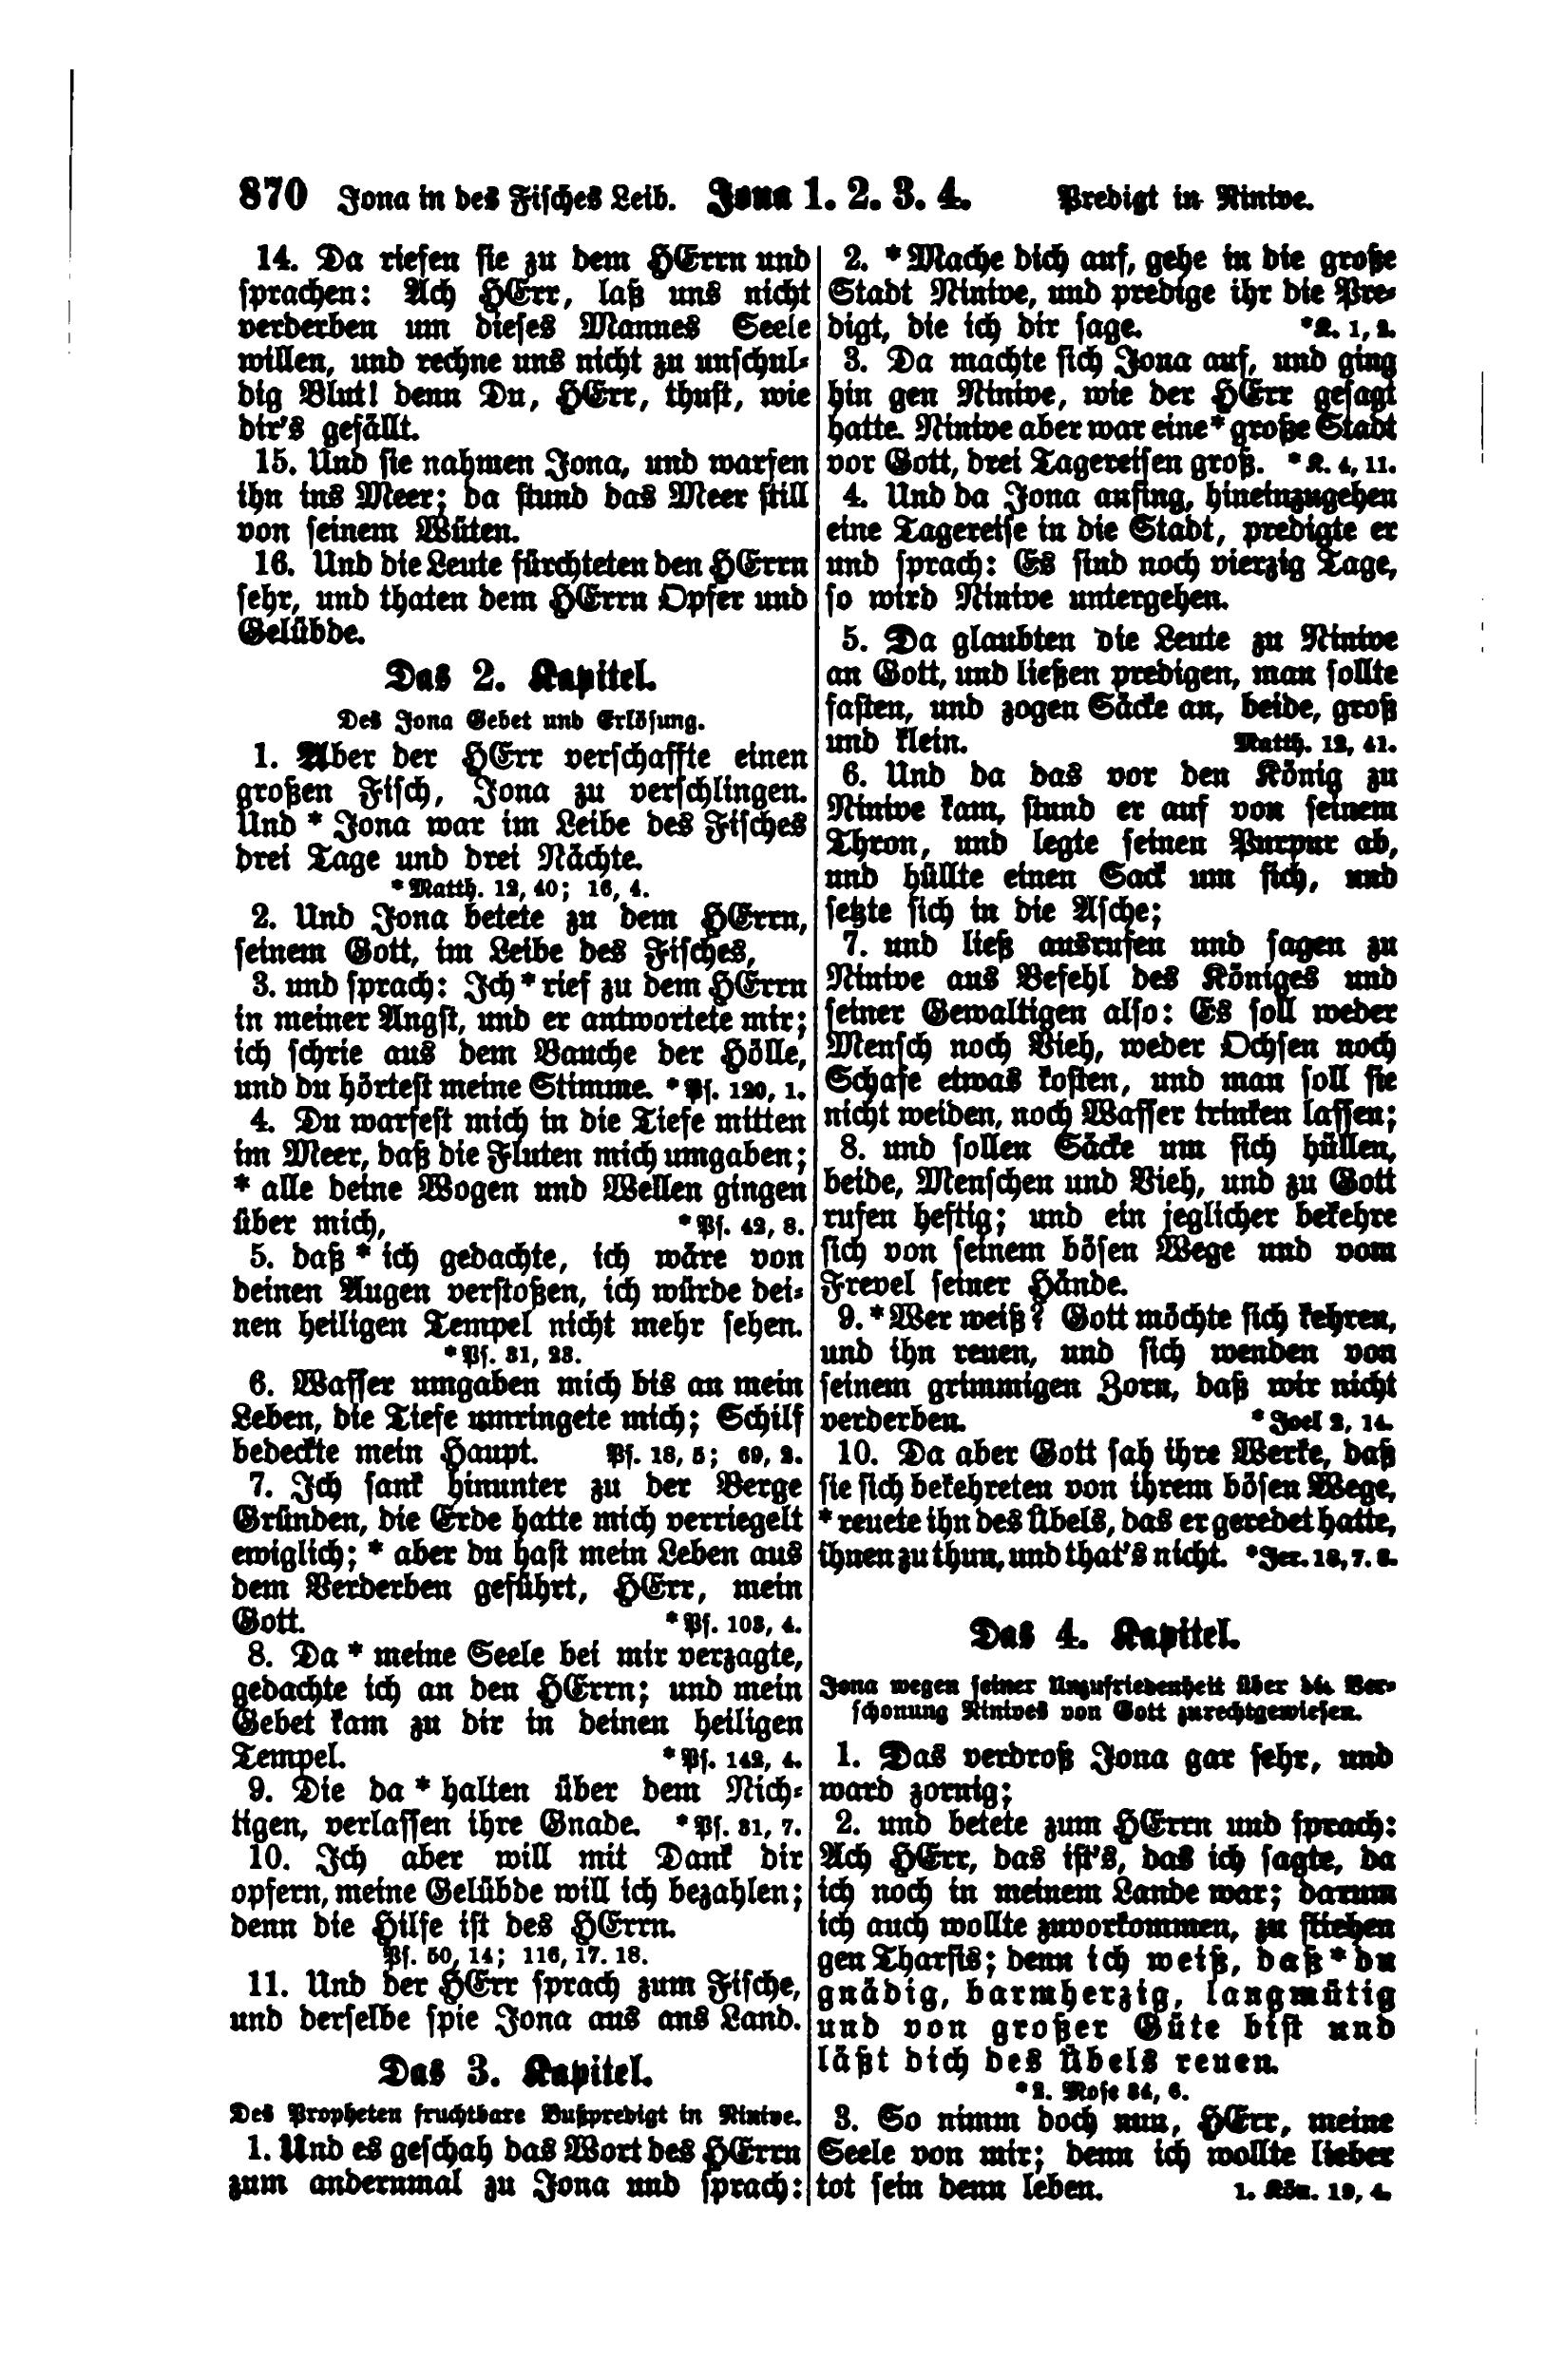 870 Jona in des Fisches Leib. Jona 1. 2. 3. 4. Predigt in Ninive.
14. Da riefen sie zu dem HErrn und
sprachen: Ach HErr, laß uns nicht
verderben um dieses Mannes Seele
willen, und rechne uns nicht zu unschul-
dig Blut! denn Du, HErr, thust, wie
dir's gefällt.
15. Und sie nahmen Jona, und warfen
ihn ins Meer; da stund das Meer still
von seinem Wüten.
16. Und die Leute fürchteten den HErrn
sehr, und thaten dem HErrn Opfer und
Gelübde.
Das 2. Kapitel.
Des Jona Gebet und Erlösung.
1. Aber der HErr verschaffte einen
großen Fisch, Jona zu verschlingen.
Und * Jona war im Leibe des Fisches
drei Tage und drei Nächte.
* Matth. 12, 40; 16, 4.
2. Und Jona betete zu dem HErrn,
seinem Gott, im Leibe des Fisches,
3. und sprach: Ich * rief zu dem HErrn
in meiner Angst, und er antwortete mir;
ich schrie aus dem Bauche der Hölle,
und du hörtest meine Stimme. * Ps. 120, 1.
4. Du warfest mich in die Tiefe mitten
im Meer, daß die Fluten mich umgaben;
* alle deine Wogen und Wellen gingen
über mich, * Ps. 42, 8.
5. daß * ich gedachte, ich wäre von
deinen Augen verstoßen, ich würde dei-
nen heiligen Tempel nicht mehr sehen.
* Ps. 31, 23.
6. Wasser umgaben mich bis an mein
Leben, die Tiefe umringete mich; Schilf
bedeckte mein Haupt. Ps. 18, 5; 69, 2.
7. Ich sank hinunter zu der Berge
Gründen, die Erde hatte mich verriegelt
ewiglich; * aber du hast mein Leben aus
dem Verderben geführt, HErr, mein
Gott. * Ps. 103, 4.
8. Da * meine Seele bei mir verzagte,
gedachte ich an den HErrn; und mein
Gebet kam zu dir in deinen heiligen
Tempel. * Ps. 142, 4.
9. Die da * halten über dem Nich-
tigen, verlassen ihre Gnade. * Ps. 31, 7.
10. Ich aber will mit Dank dir
opfern, meine Gelübde will ich bezahlen;
denn die Hilfe ist des HErrn.
Ps. 50, 14; 116, 17. 18.
11. Und der HErr sprach zum Fische,
und derselbe spie Jona aus ans Land.
Das 3. Kapitel.
Des Propheten fruchtbare Bußpredigt in Ninive.
1. Und es geschah das Wort des HErrn
zum andernmal zu Jona und sprach:
2. * Mache dich auf, gehe in die große
Stadt Ninive, und predige ihr die Pre-
digt, die ich dir sage. * K. 1, 2.
3. Da machte sich Jona auf, und ging
hin gen Ninive, wie der HErr gesagt
hatte. Ninive aber war eine * große Stadt
vor Gott, drei Tagereisen groß. * K. 4, 11.
4. Und da Jona anfing, hineinzugehen
eine Tagereise in die Stadt, predigte er
und sprach: Es sind noch vierzig Tage,
so wird Ninive untergehen.
5. Da glaubten die Leute zu Ninive
an Gott, und ließen predigen, man sollte
fasten, und zogen Säcke an, beide, groß
und klein. Matth. 12, 41.
6. Und da das vor den König zu
Ninive kam, stund er auf von seinem
Thron, und legte seinen Purpur ab,
und hüllte einen Sack um sich, und
setzte sich in die Asche;
7. und ließ ausrufen und sagen zu
Ninive aus Befehl des Königes und
seiner Gewaltigen also: Es soll weder
Mensch noch Vieh, weder Ochsen noch
Schafe etwas kosten, und man soll sie
nicht weiden, noch Wasser trinken lassen;
8. und sollen Säcke um sich hüllen,
beide, Menschen und Vieh, und zu Gott
rufen heftig; und ein jeglicher bekehre
sich von seinem bösen Wege und vom
Frevel seiner Hände.
9. * Wer weiß? Gott möchte sich kehren,
und ihn reuen, und sich wenden von
seinem grimmigen Zorn, daß wir nicht
verderben. * Joel 2, 14.
10. Da aber Gott sah ihre Werke, daß
sie sich bekehreten von ihrem bösen Wege,
* reuete ihn des Übels, das er geredet hatte,
ihnen zu thun, und that's nicht. * Jer. 18, 7. 8.
Das 4. Kapitel.
Jona wegen seiner Unzufriedenheit über die Ver-
schonung Ninives von Gott zurechtgewiesen.
1. Das verdroß Jona gar sehr, und
ward zornig;
2. und betete zum HErrn und sprach:
Ach HErr, das ist's, das ich sagte, da
ich noch in meinem Lande war; darum
ich auch wollte zuvorkommen, zu fliehen
gen Tharsis; denn ich weiß, daß * du
gnädig, barmherzig, langmütig
und von großer Güte bist und
läßt dich des Übels reuen.
* 2. Mose 34, 6.
3. So nimm doch nun, HErr, meine
Seele von mir; denn ich wollte lieber
tot sein denn leben. 1. Kön. 19, 4.